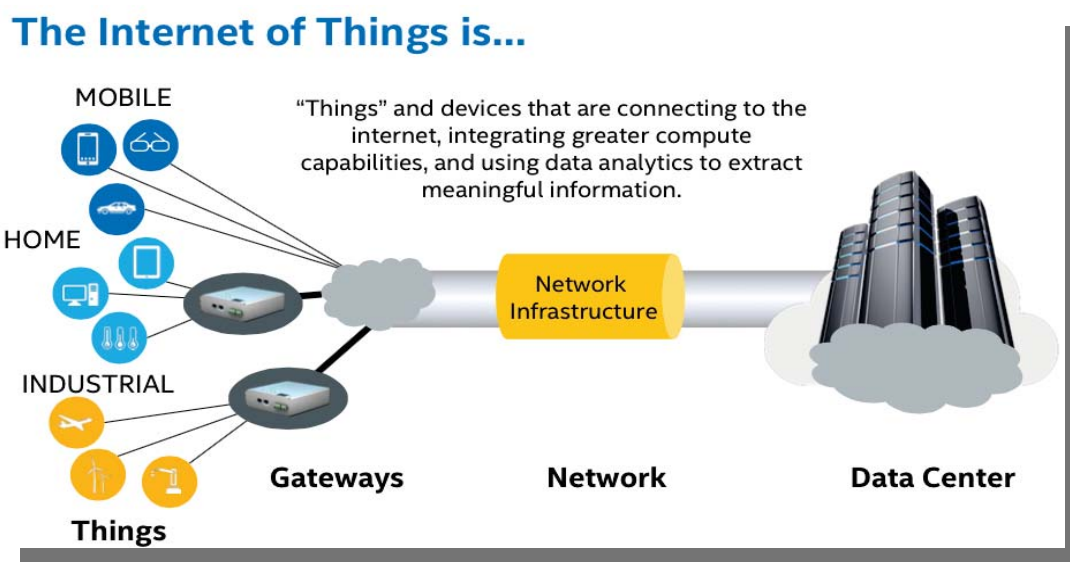 The Internet of Things is...
MOBILE
“Things” and devices that are connecting to the
internet, integrating greater compute
capabilities, and using data analytics to extract
meaningful information.
HOME
Network
Infrastructure
INDUSTRIAL
Gateways
Network
Data Center
Things